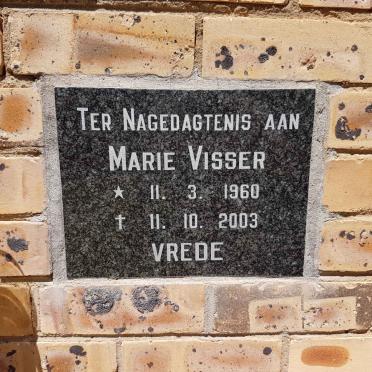 TER NAGEDAGTENIS AAN
MARIE VISSER
★ 11. 3. 1960
† 11. 10. 2003
VREDE